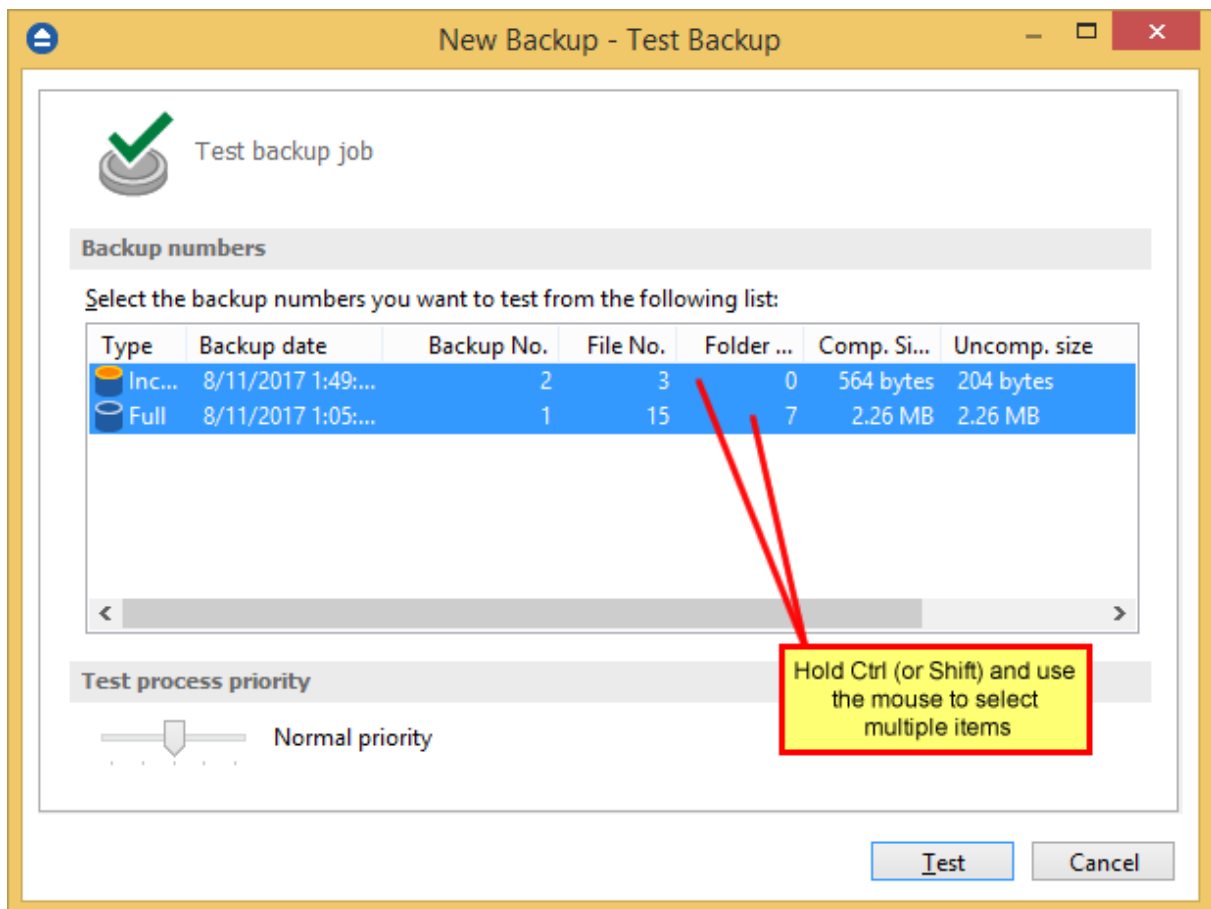 New Backup - Test Backup
Test backup job
Backup numbers
Select the backup numbers you want to test from the following list:
Type Backup date Backup No. File No. Folder ... Comp. Si... Uncomp. size
Inc... 8/11/2017 1:49:... 2 3 0 564 bytes 204 bytes
Full 8/11/2017 1:05:... 1 15 7 2.26 MB 2.26 MB
Hold Ctrl (or Shift) and use
the mouse to select
multiple items
Test process priority
Normal priority
Test Cancel